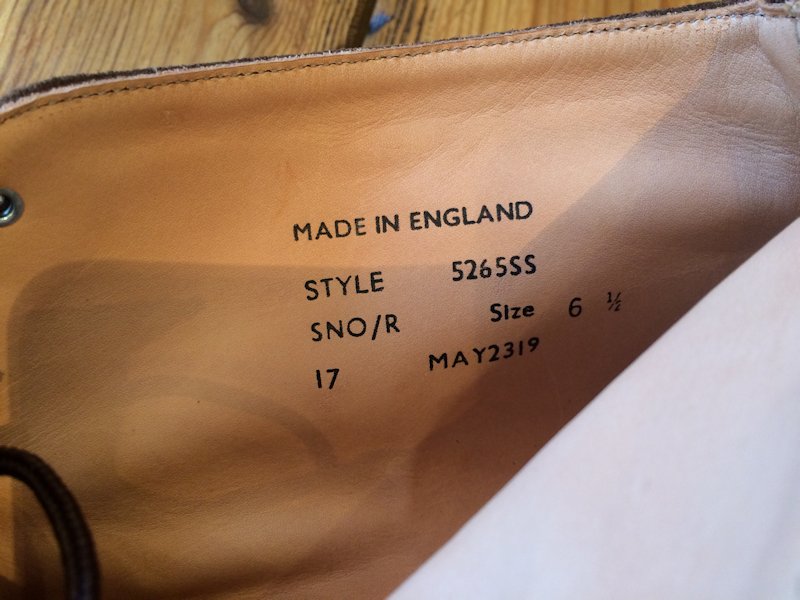 MADE IN ENGLAND
STYLE 5265SS
SNO/R Size 6 ½
17 MAY2319